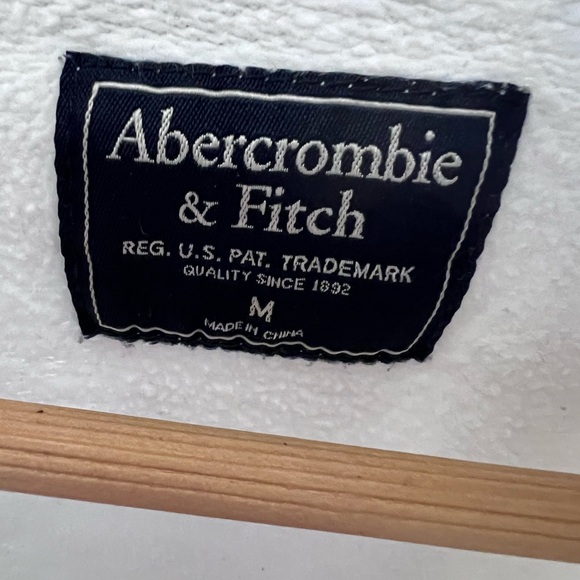 Abercrombie
& Fitch
REG. U.S. PAT. TRADEMARK
QUALITY SINCE 1892
M
MADE IN CHINA